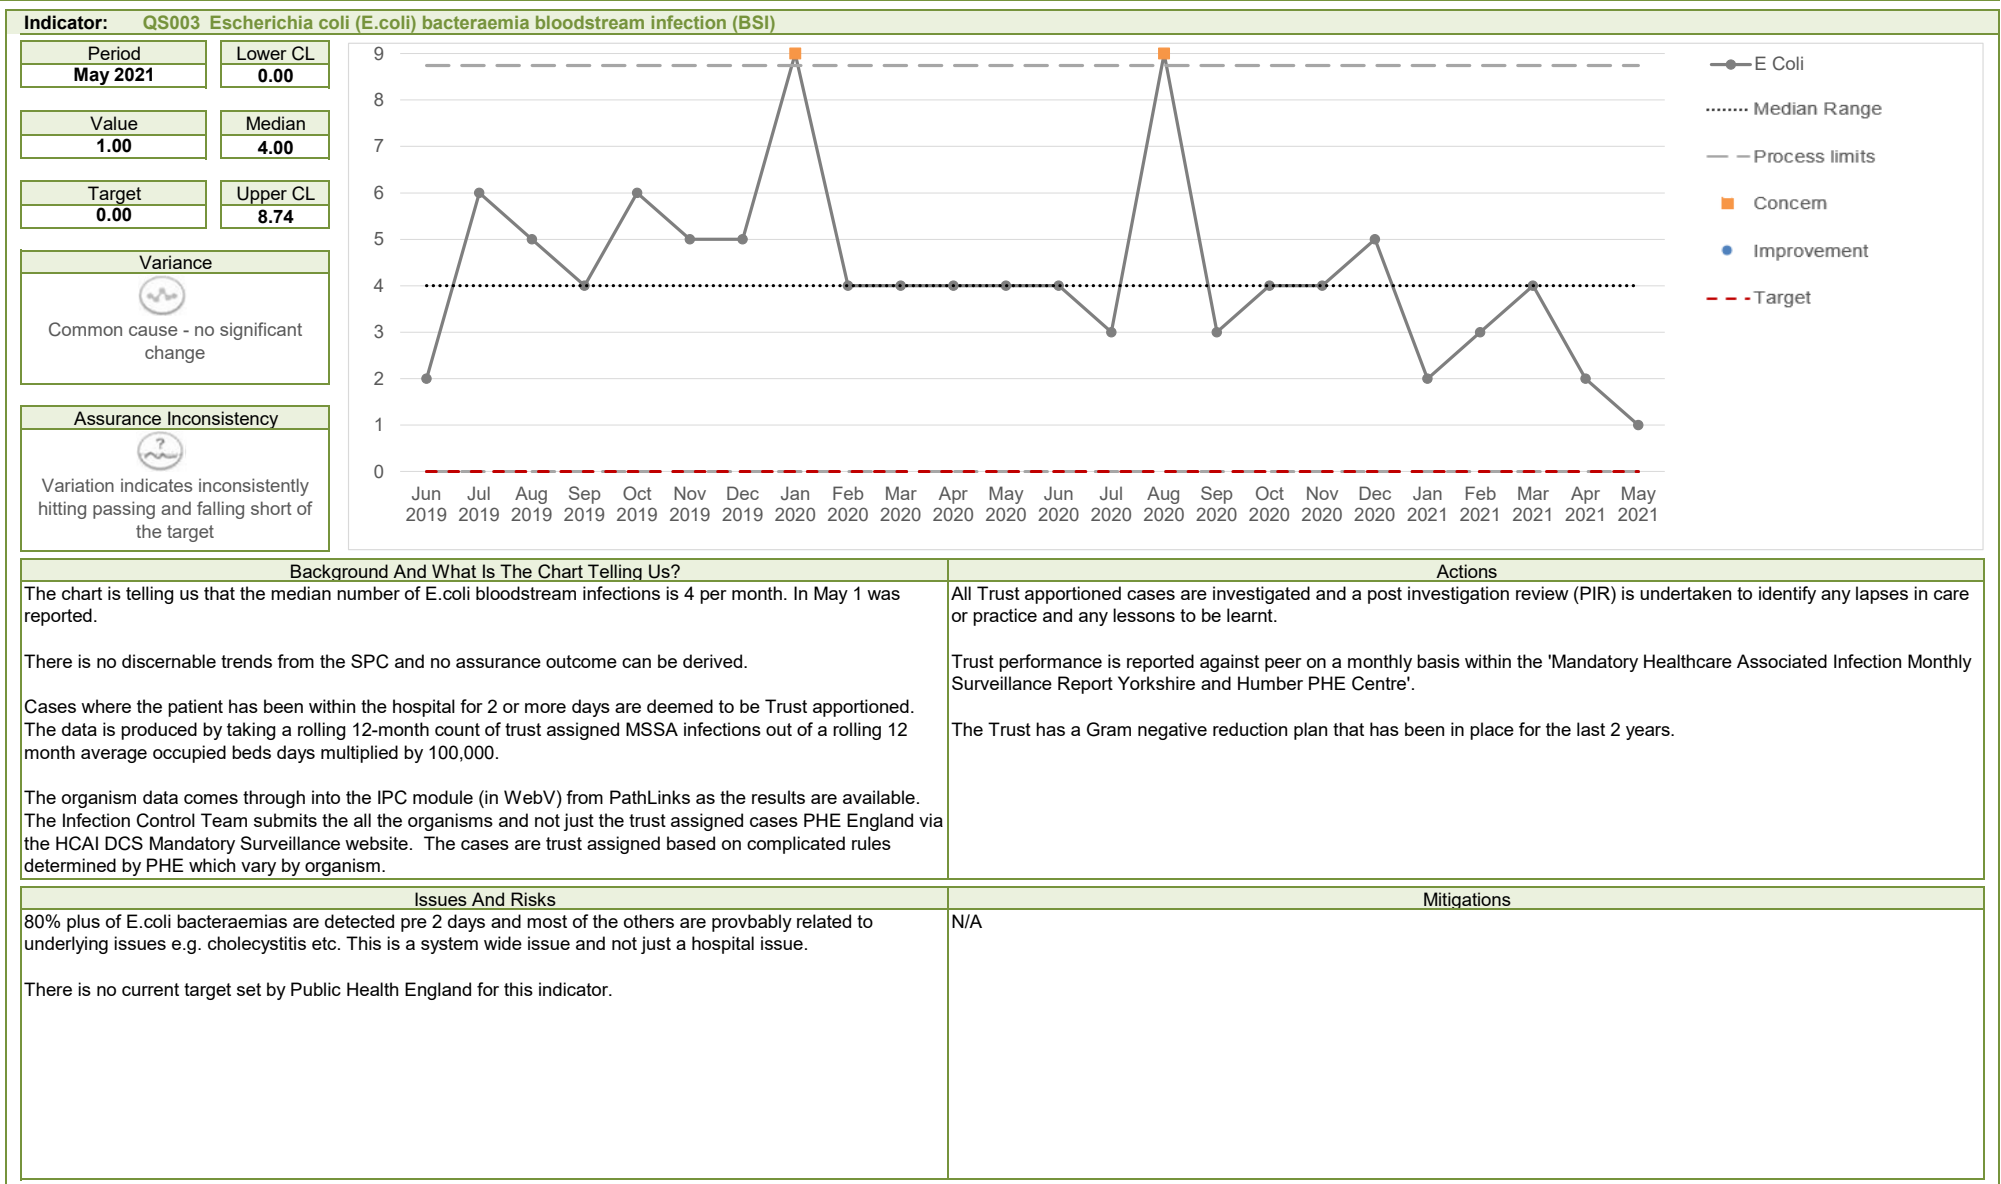 Indicator: QS003 Escherichia coli (E.coli) bacteraemia bloodstream infection (BSI)
Period
May 2021
Lower CL
0.00
Value
1.00
Median
4.00
Target
0.00
Upper CL
8.74
Variance
Common cause - no significant
change
Assurance Inconsistency
?
Variation indicates inconsistently
hitting passing and falling short of
the target
9
8
7
6
5
4
3
2
1
0
Jun Jul Aug Sep Oct Nov Dec Jan Feb Mar Apr May Jun Jul Aug Sep Oct Nov Dec Jan Feb Mar Apr May
2019 2019 2019 2019 2019 2019 2019 2020 2020 2020 2020 2020 2020 2020 2020 2020 2020 2020 2020 2021 2021 2021 2021 2021
E Coli
Median Range
Process limits
Concern
Improvement
Target
Background And What Is The Chart Telling Us?
The chart is telling us that the median number of E.coli bloodstream infections is 4 per month. In May 1 was
reported.
There is no discernable trends from the SPC and no assurance outcome can be derived.
Cases where the patient has been within the hospital for 2 or more days are deemed to be Trust apportioned.
The data is produced by taking a rolling 12-month count of trust assigned MSSA infections out of a rolling 12
month average occupied beds days multiplied by 100,000.
The organism data comes through into the IPC module (in WebV) from PathLinks as the results are available.
The Infection Control Team submits the all the organisms and not just the trust assigned cases PHE England via
the HCAI DCS Mandatory Surveillance website.  The cases are trust assigned based on complicated rules
determined by PHE which vary by organism.
Actions
All Trust apportioned cases are investigated and a post investigation review (PIR) is undertaken to identify any lapses in care
or practice and any lessons to be learnt.
Trust performance is reported against peer on a monthly basis within the 'Mandatory Healthcare Associated Infection Monthly
Surveillance Report Yorkshire and Humber PHE Centre'.
The Trust has a Gram negative reduction plan that has been in place for the last 2 years.
Issues And Risks
80% plus of E.coli bacteraemias are detected pre 2 days and most of the others are provbably related to
underlying issues e.g. cholecystitis etc. This is a system wide issue and not just a hospital issue.
There is no current target set by Public Health England for this indicator.
Mitigations
N/A